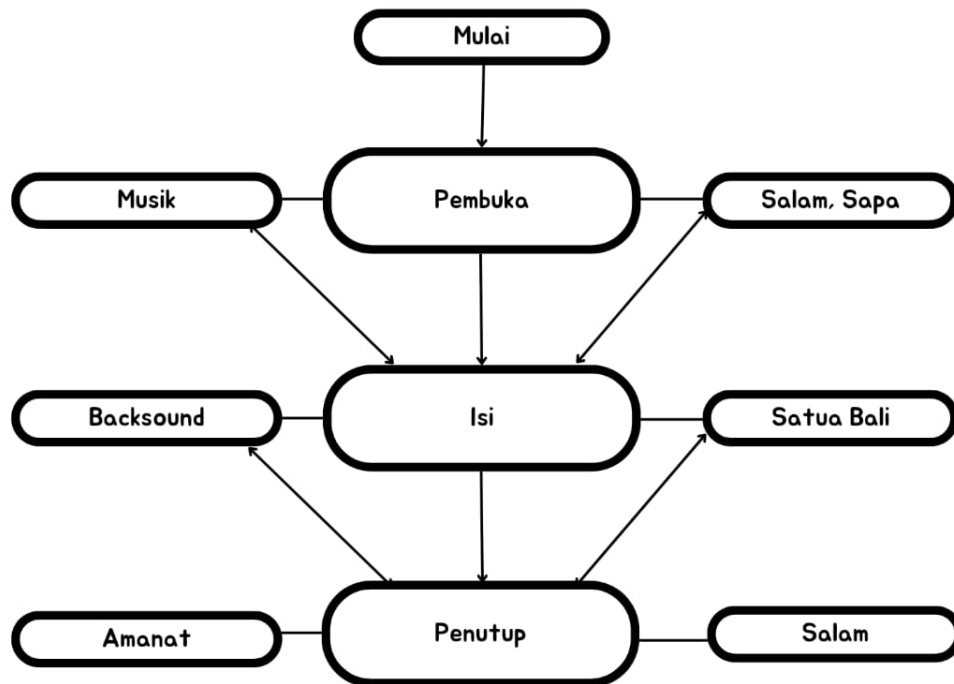 Mulai
Musik
Pembuka
Salam, Sapa
Backsound
Isi
Satua Bali
Amanat
Penutup
Salam